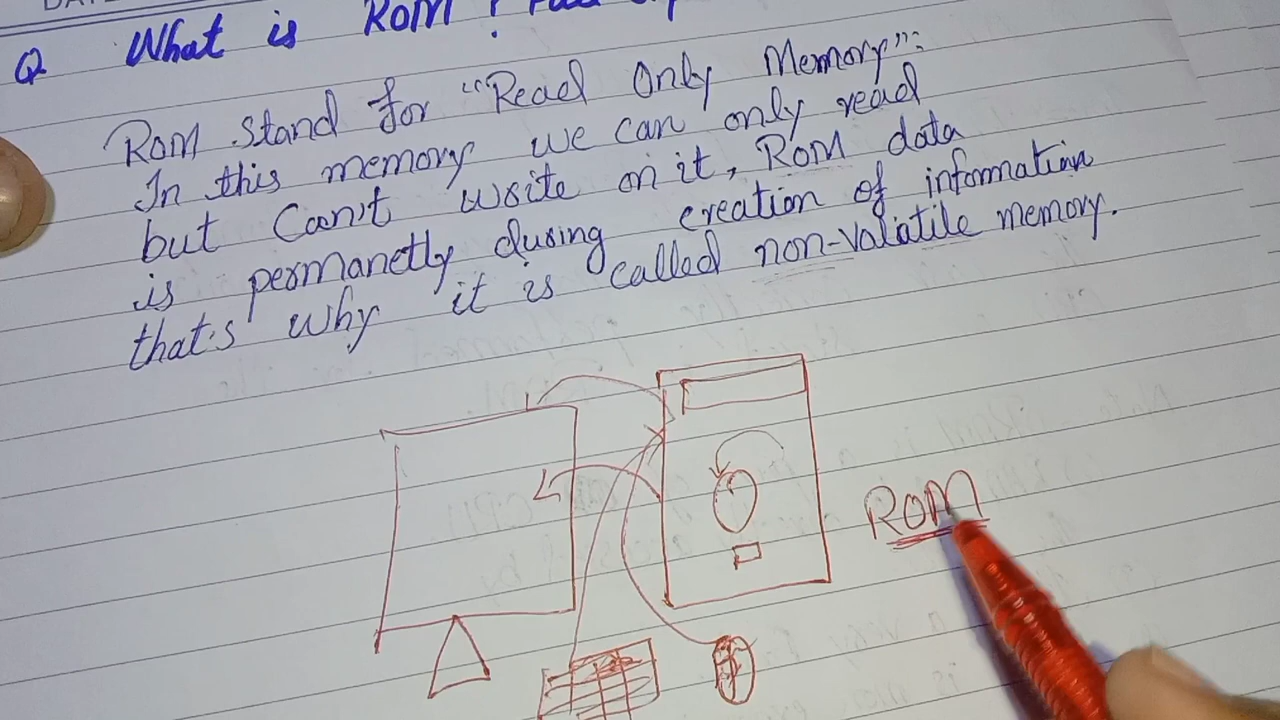 Q What is ROM?
ROM stand for "Read Only Memory":
In this memory we can only read
but Can't write on it, ROM data
is permanetly during creation of information
that's why it is called non-valatile memory.
ROM